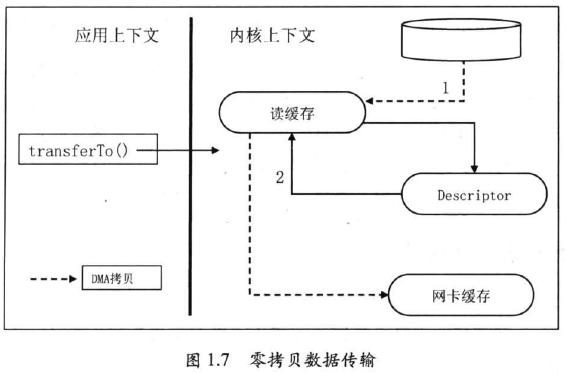 应用上下文
内核上下文
1
读缓存
transferTo()
2
Descriptor
DMA拷贝
网卡缓存
图 1.7 零拷贝数据传输